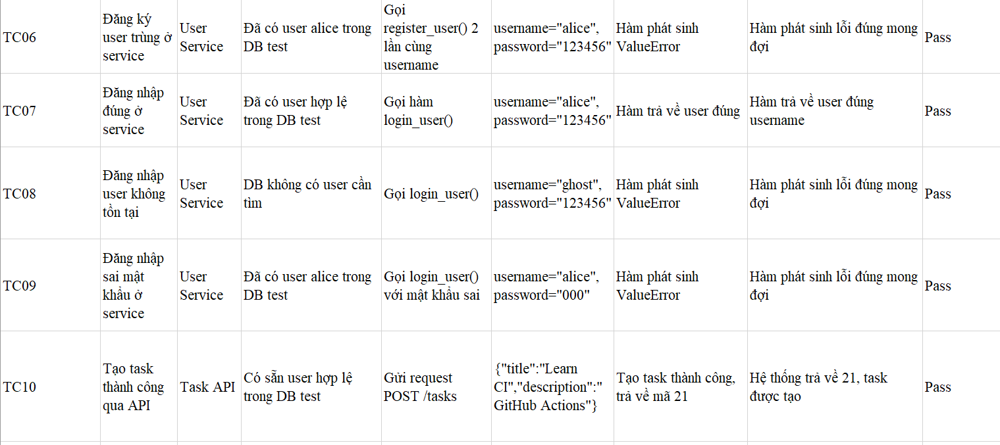 TC06
Đăng ký
user trùng ở
service
User
Service
Đã có user alice trong
DB test
Gọi
register_user() 2
lần cùng
username
username="alice",
password="123456"
Hàm phát sinh
ValueError
Hàm phát sinh lỗi đúng mong
đợi
Pass
TC07
Đăng nhập
đúng ở
service
User
Service
Đã có user hợp lệ
trong DB test
Gọi hàm
login_user()
username="alice",
password="123456"
Hàm trả về user đúng
Hàm trả về user đúng
username
Pass
TC08
Đăng nhập
user không
tồn tại
User
Service
DB không có user cần
tìm
Gọi login_user()
username="ghost",
password="123456"
Hàm phát sinh
ValueError
Hàm phát sinh lỗi đúng mong
đợi
Pass
TC09
Đăng nhập
sai mật
khẩu ở
service
User
Service
Đã có user alice trong
DB test
Gọi login_user()
với mật khẩu sai
username="alice",
password="000"
Hàm phát sinh
ValueError
Hàm phát sinh lỗi đúng mong
đợi
Pass
TC10
Tạo task
thành công
qua API
Task API
Có sẵn user hợp lệ
trong DB test
Gửi request
POST /tasks
{"title":"Learn
CI","description":"
GitHub Actions"}
Tạo task thành công,
trả về mã 21
Hệ thống trả về 21, task
được tạo
Pass